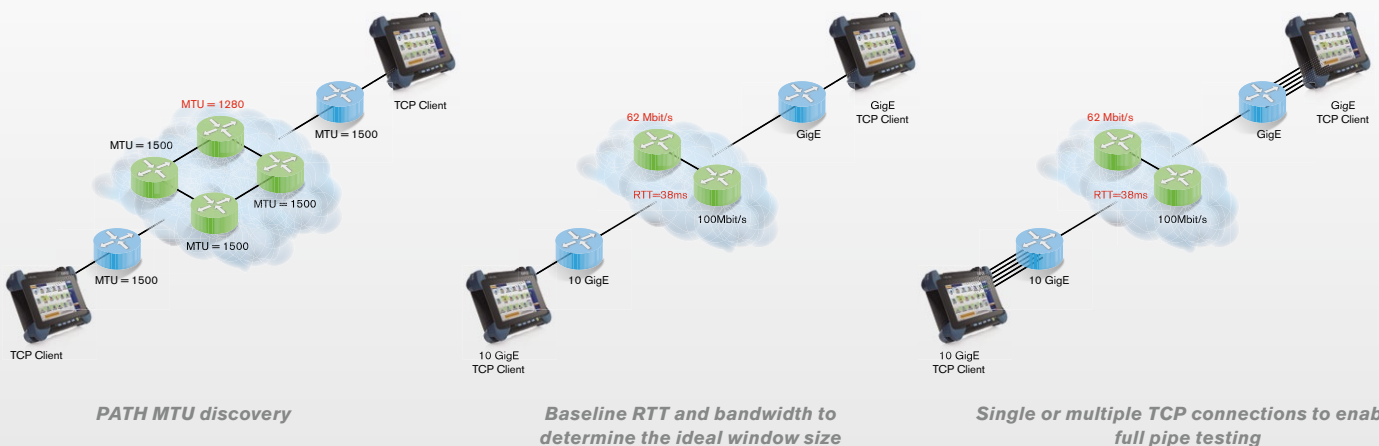 TCP Client
MTU = 1500
MTU = 1280
MTU = 1500
MTU = 1500
MTU = 1500
MTU = 1500
TCP Client
PATH MTU discovery
GigE
TCP Client
GigE
62 Mbit/s
RTT=38ms
100Mbit/s
10 GigE
10 GigE
TCP Client
Baseline RTT and bandwidth to
determine the ideal window size
GigE
TCP Client
GigE
62 Mbit/s
RTT=38ms
100Mbit/s
10 GigE
10 GigE
TCP Client
Single or multiple TCP connections to enab
full pipe testing